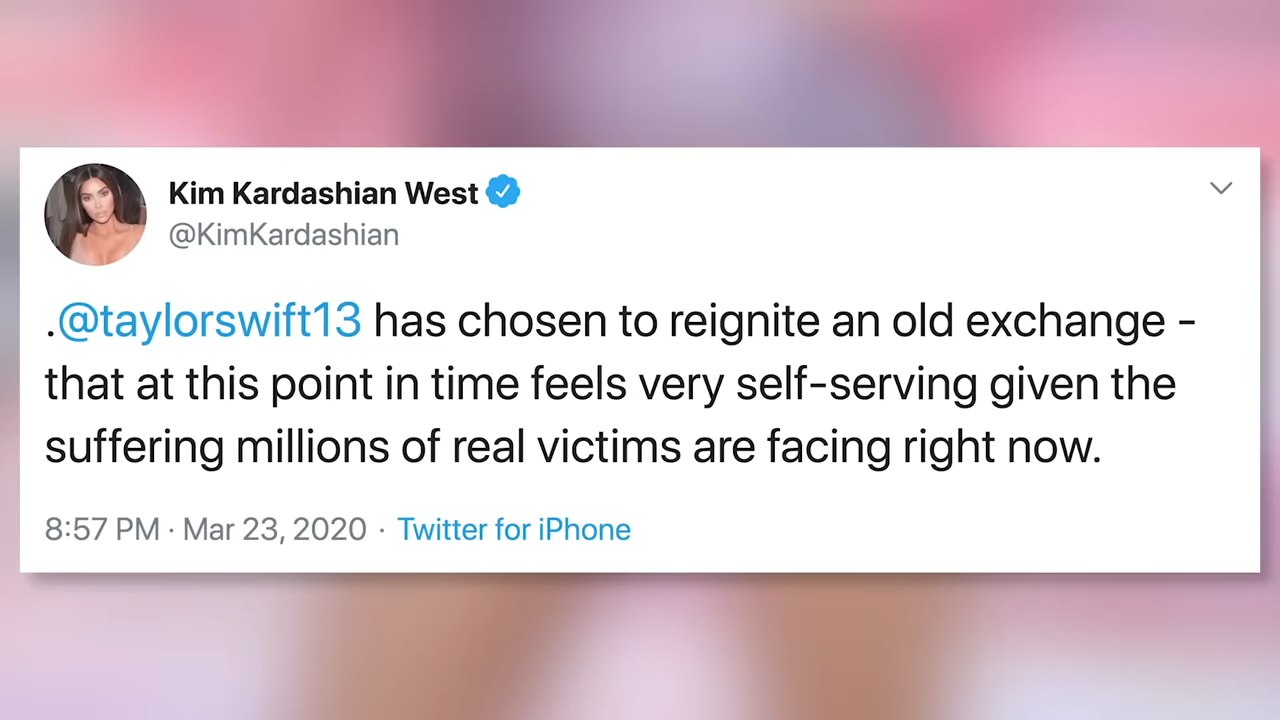 Kim Kardashian West
@KimKardashian
.@taylorswift13 has chosen to reignite an old exchange -
that at this point in time feels very self-serving given the
suffering millions of real victims are facing right now.
8:57 PM · Mar 23, 2020 · Twitter for iPhone